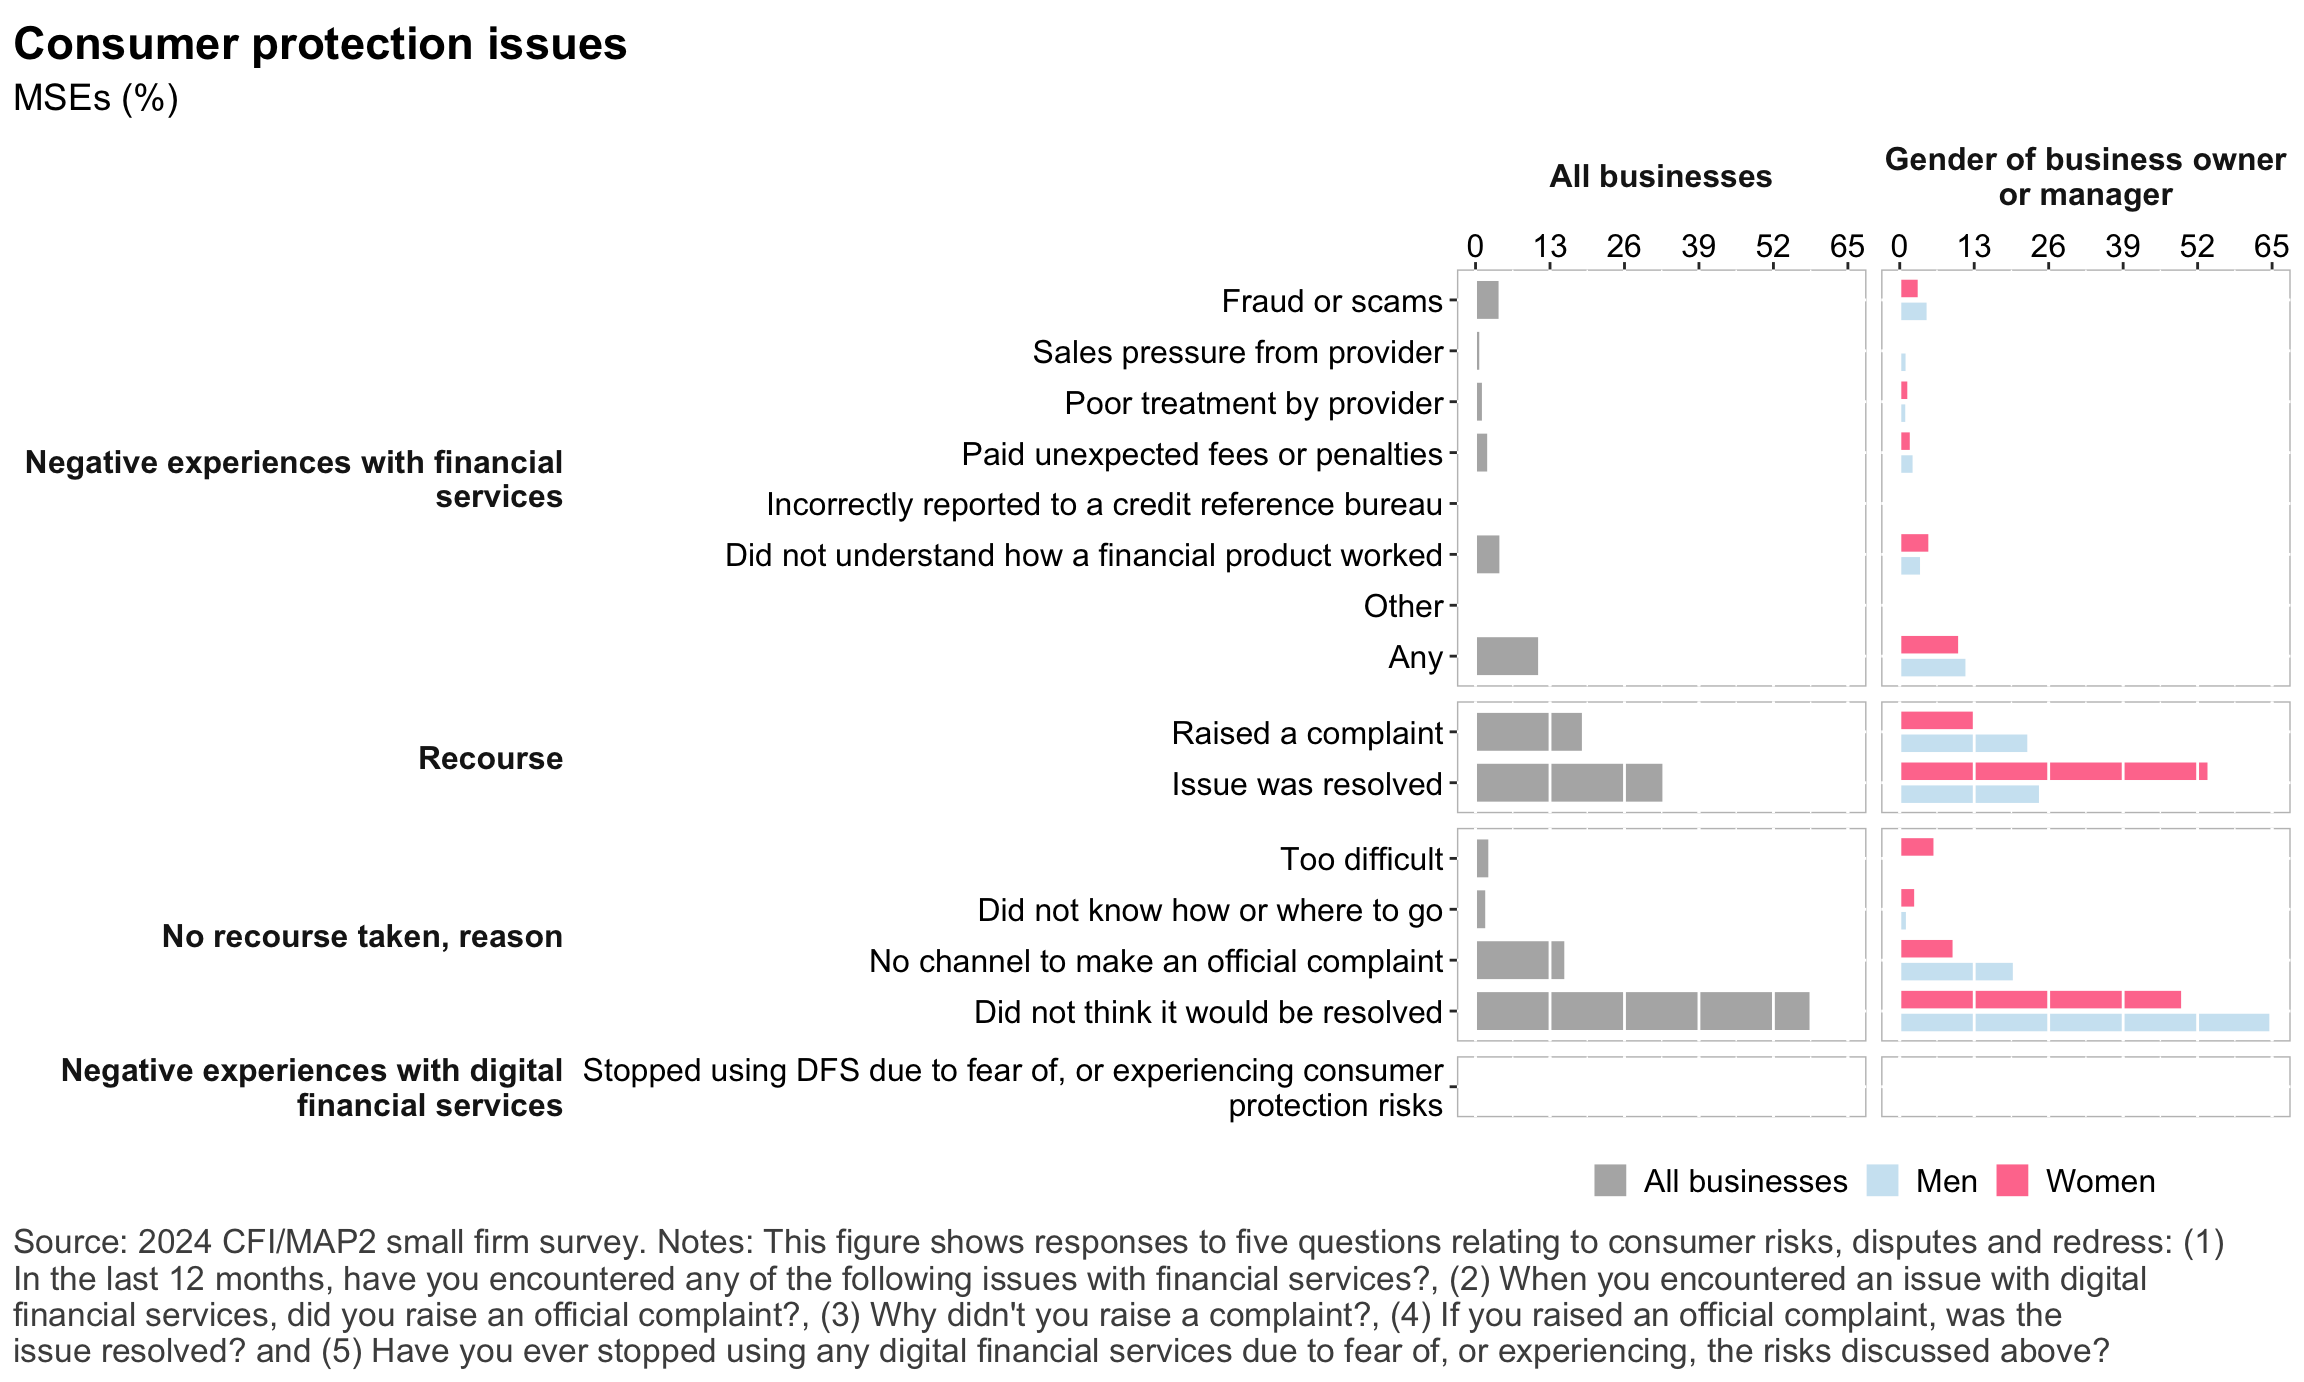 Consumer protection issues
MSEs (%)
All businesses
Gender of business owner
or manager
0 13 26 39 52 65
0 13 26 39 52 65
Negative experiences with financial
services
Fraud or scams
Sales pressure from provider
Poor treatment by provider
Paid unexpected fees or penalties
Incorrectly reported to a credit reference bureau
Did not understand how a financial product worked
Other
Any
Recourse
Raised a complaint
Issue was resolved
No recourse taken, reason
Too difficult
Did not know how or where to go
No channel to make an official complaint
Did not think it would be resolved
Negative experiences with digital
financial services
Stopped using DFS due to fear of, or experiencing consumer
protection risks
All businesses Men Women
Source: 2024 CFI/MAP2 small firm survey. Notes: This figure shows responses to five questions relating to consumer risks, disputes and redress: (1)
In the last 12 months, have you encountered any of the following issues with financial services?, (2) When you encountered an issue with digital
financial services, did you raise an official complaint?, (3) Why didn't you raise a complaint?, (4) If you raised an official complaint, was the
issue resolved? and (5) Have you ever stopped using any digital financial services due to fear of, or experiencing, the risks discussed above?